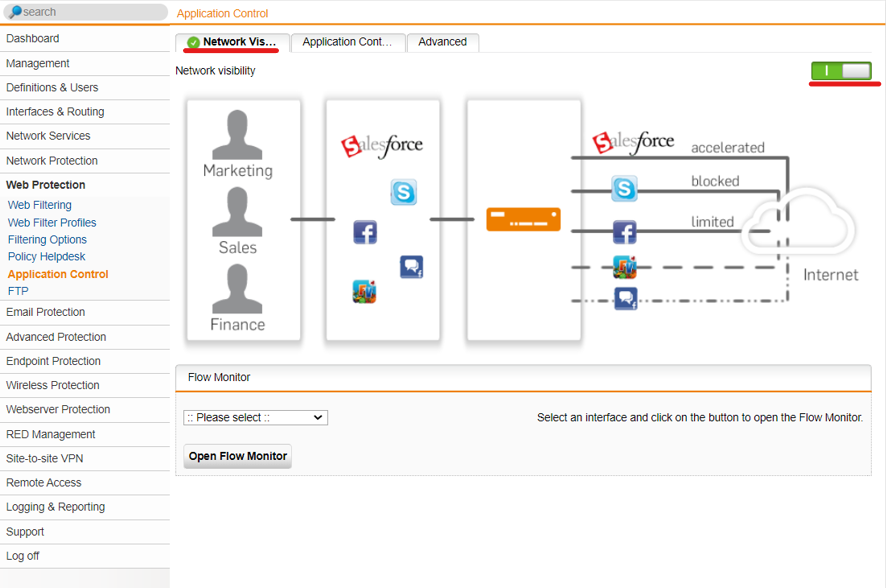 search
Application Control
Dashboard
Management
Definitions & Users
Interfaces & Routing
Network Services
Network Protection
Web Protection
Web Filtering
Web Filter Profiles
Filtering Options
Policy Helpdesk
Application Control
FTP
Email Protection
Advanced Protection
Endpoint Protection
Wireless Protection
Webserver Protection
RED Management
Site-to-site VPN
Remote Access
Logging & Reporting
Support
Log off
Network Vis... Application Cont... Advanced
Network visibility
Marketing
Sales
Finance
Salesforce
Salesforce
accelerated
blocked
limited
Internet
Flow Monitor
:: Please select ::
Select an interface and click on the button to open the Flow Monitor.
Open Flow Monitor